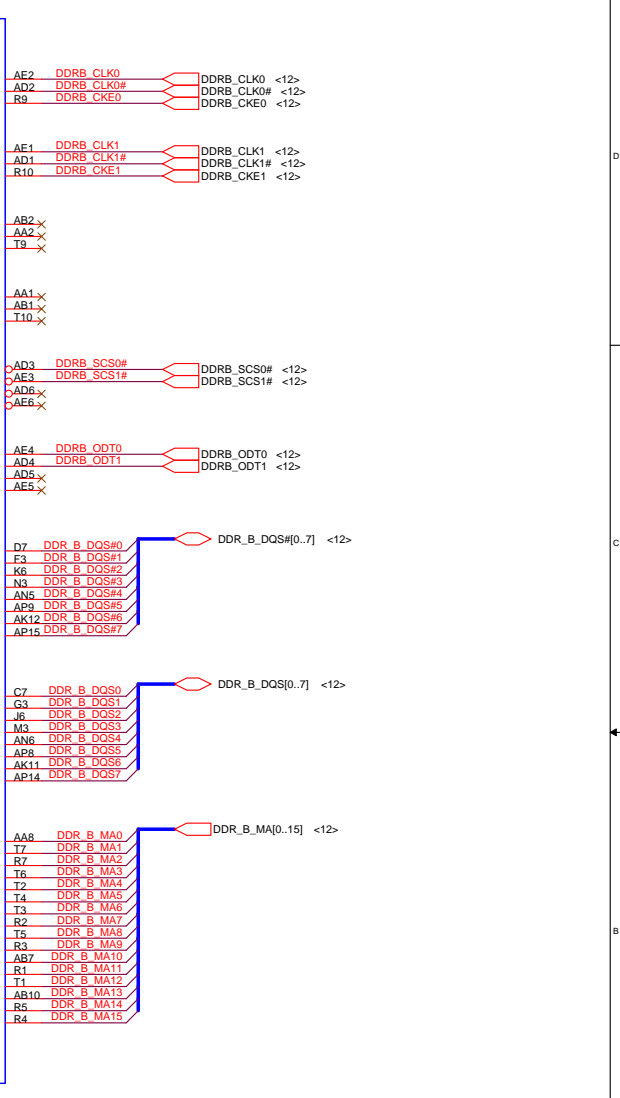 AE2 DDRB_CLK0 DDRB_CLK0 <12>
AD2 DDRB_CLK0# DDRB_CLK0# <12>
R9 DDRB_CKE0 DDRB_CKE0 <12>
AE1 DDRB_CLK1 DDRB_CLK1 <12>
AD1 DDRB_CLK1# DDRB_CLK1# <12>
D
R10 DDRB_CKE1 DDRB_CKE1 <12>
AB2
AA2
T9
AA1
AB1
T10
AD3 DDRB_SCS0# DDRB_SCS0# <12>
AE3 DDRB_SCS1# DDRB_SCS1# <12>
AD6
AE6
AE4 DDRB_ODT0 DDRB_ODT0 <12>
AD4 DDRB_ODT1 DDRB_ODT1 <12>
AD5
AE5
DDR_B_DQS#[0..7] <12>
C
D7 DDR_B_DQS#0
F3 DDR_B_DQS#1
K6 DDR_B_DQS#2
N3 DDR_B_DQS#3
AN5 DDR_B_DQS#4
AP9 DDR_B_DQS#5
AK12 DDR_B_DQS#6
AP15 DDR_B_DQS#7
DDR_B_DQS[0..7] <12>
C7 DDR_B_DQS0
G3 DDR_B_DQS1
J6 DDR_B_DQS2
M3 DDR_B_DQS3
AN6 DDR_B_DQS4
AP8 DDR_B_DQS5
AK11 DDR_B_DQS6
AP14 DDR_B_DQS7
DDR_B_MA[0..15] <12>
AA8 DDR_B_MA0
T7 DDR_B_MA1
R7 DDR_B_MA2
T6 DDR_B_MA3
T2 DDR_B_MA4
T4 DDR_B_MA5
T3 DDR_B_MA6
R2 DDR_B_MA7
T5 DDR_B_MA8
B
R3 DDR_B_MA9
AB7 DDR_B_MA10
R1 DDR_B_MA11
T1 DDR_B_MA12
AB10 DDR_B_MA13
R5 DDR_B_MA14
R4 DDR_B_MA15